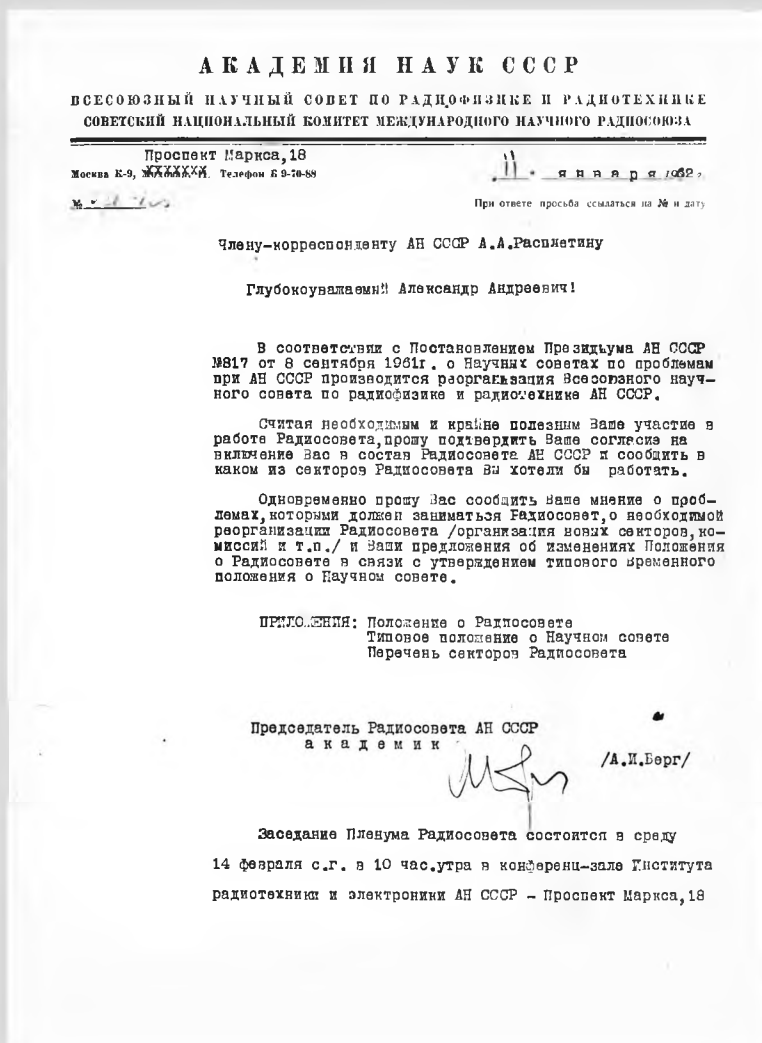 АКАДЕМИЯ НАУК СССР
ВСЕСОЮЗНЫЙ НАУЧНЫЙ СОВЕТ ПО РАДИОФИЗИКЕ И РАДИОТЕХНИКЕ
СОВЕТСКИЙ НАЦИОНАЛЬНЫЙ КОМИТЕТ МЕЖДУНАРОДНОГО НАУЧНОГО РАДИОСОЮЗА
Проспект Маркса,18
Москва К-9, Телефон Б 9-70-88
"11" января 1962 г
№
При ответе просьба ссылаться на № и дату
Члену-корреспонденту АН СССР А.А.Расплетину
Глубокоуважаемый Александр Андреевич!
В соответствии с Постановлением Президиума АН СССР
№817 от 8 сентября 1961г. о Научных советах по проблемам
при АН СССР производится реорганизация Всесоюзного науч-
ного совета по радиофизике и радиотехнике АН СССР.
Считая необходимым и крайне полезным Ваше участие в
работе Радиосовета,прошу подтвердить Ваше согласие на
включение Вас в состав Радиосовета АН СССР и сообщить в
каком из секторов Радиосовета Вы хотели бы работать.
Одновременно прошу Вас сообщить Ваше мнение о проб-
лемах,которыми должен заниматься Радиосовет,о необходимой
реорганизации Радиосовета /организация новых секторов,ко-
миссий и т.п./ и Ваши предложения об изменениях Положения
о Радиосовете в связи с утверждением типового Временного
положения о Научном совете.
ПРИЛОЖЕНИЯ: Положение о Радиосовете
Типовое положение о Научном совете
Перечень секторов Радиосовета
Председатель Радиосовета АН СССР
академик
/А.И.Берг/
Заседание Пленума Радиосовета состоится в среду
14 февраля с.г. в 10 час.утра в конференц-зале Института
радиотехники и электроники АН СССР - Проспект Маркса,18